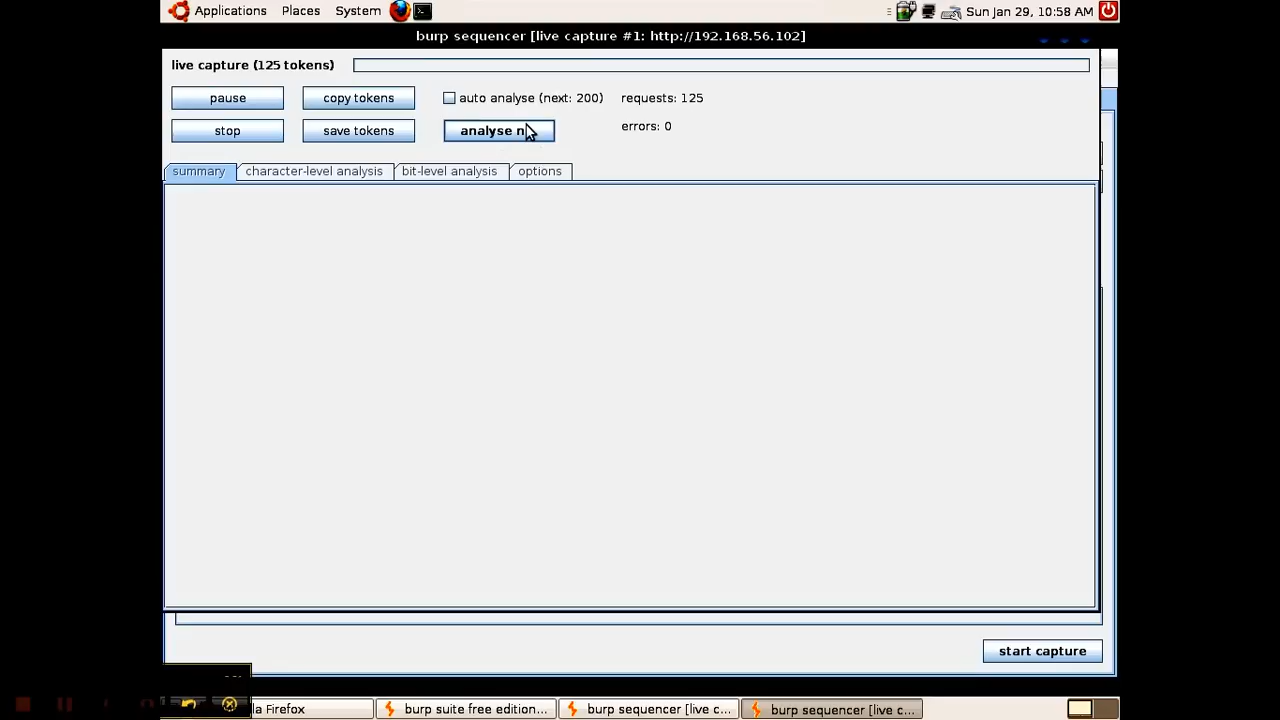 Applications Places System Sun Jan 29, 10:58 AM
burp sequencer [live capture #1: http://192.168.56.102]
live capture (125 tokens)
pause copy tokens auto analyse (next: 200) requests: 125
stop save tokens analyse n errors: 0
summary character-level analysis bit-level analysis options
start capture
la Firefox burp suite free edition... burp sequencer [live c... burp sequencer [live c...